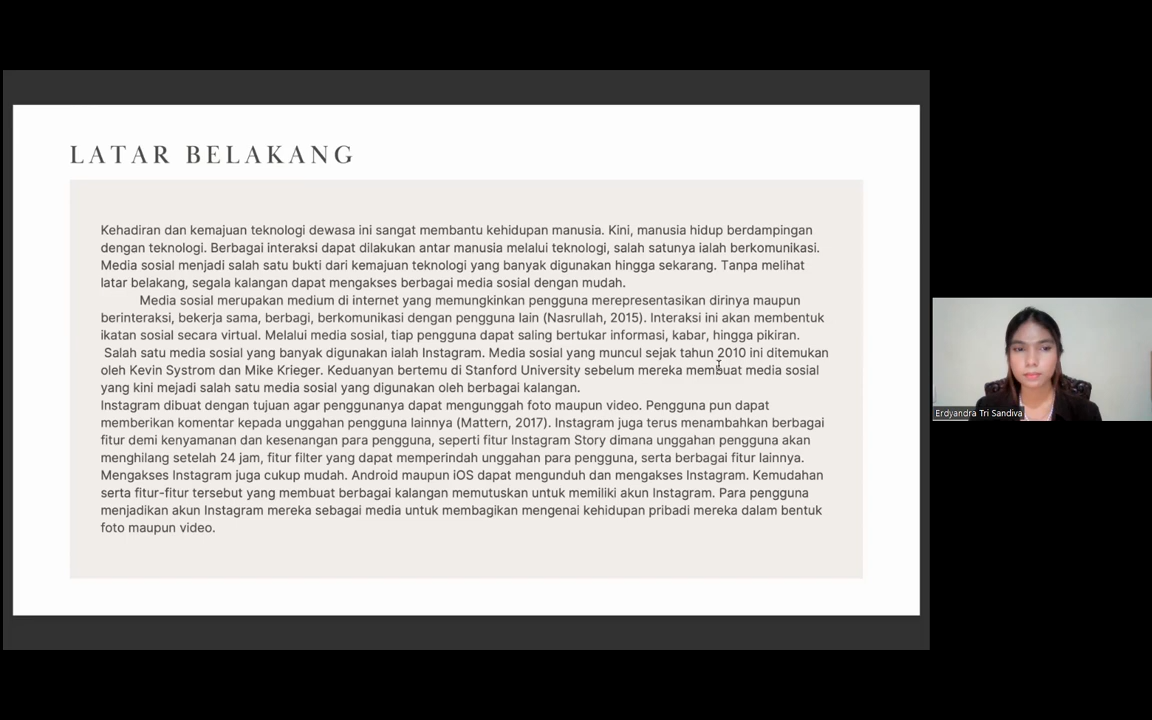 LATAR BELAKANG
Kehadiran dan kemajuan teknologi dewasa ini sangat membantu kehidupan manusia. Kini, manusia hidup berdampingan
dengan teknologi. Berbagai interaksi dapat dilakukan antar manusia melalui teknologi, salah satunya ialah berkomunikasi.
Media sosial menjadi salah satu bukti dari kemajuan teknologi yang banyak digunakan hingga sekarang. Tanpa melihat
latar belakang, segala kalangan dapat mengakses berbagai media sosial dengan mudah.
Media sosial merupakan medium di internet yang memungkinkan pengguna merepresentasikan dirinya maupun
berinteraksi, bekerja sama, berbagi, berkomunikasi dengan pengguna lain (Nasrullah, 2015). Interaksi ini akan membentuk
ikatan sosial secara virtual. Melalui media sosial, tiap pengguna dapat saling bertukar informasi, kabar, hingga pikiran.
Salah satu media sosial yang banyak digunakan ialah Instagram. Media sosial yang muncul sejak tahun 2010 ini ditemukan
oleh Kevin Systrom dan Mike Krieger. Keduanyan bertemu di Stanford University sebelum mereka membuat media sosial
yang kini mejadi salah satu media sosial yang digunakan oleh berbagai kalangan.
Instagram dibuat dengan tujuan agar penggunanya dapat mengunggah foto maupun video. Pengguna pun dapat
memberikan komentar kepada unggahan pengguna lainnya (Mattern, 2017). Instagram juga terus menambahkan berbagai
fitur demi kenyamanan dan kesenangan para pengguna, seperti fitur Instagram Story dimana unggahan pengguna akan
menghilang setelah 24 jam, fitur filter yang dapat memperindah unggahan para pengguna, serta berbagai fitur lainnya.
Mengakses Instagram juga cukup mudah. Android maupun iOS dapat mengunduh dan mengakses Instagram. Kemudahan
serta fitur-fitur tersebut yang membuat berbagai kalangan memutuskan untuk memiliki akun Instagram. Para pengguna
menjadikan akun Instagram mereka sebagai media untuk membagikan mengenai kehidupan pribadi mereka dalam bentuk
foto maupun video.
Erdyandra Tri Sandiva